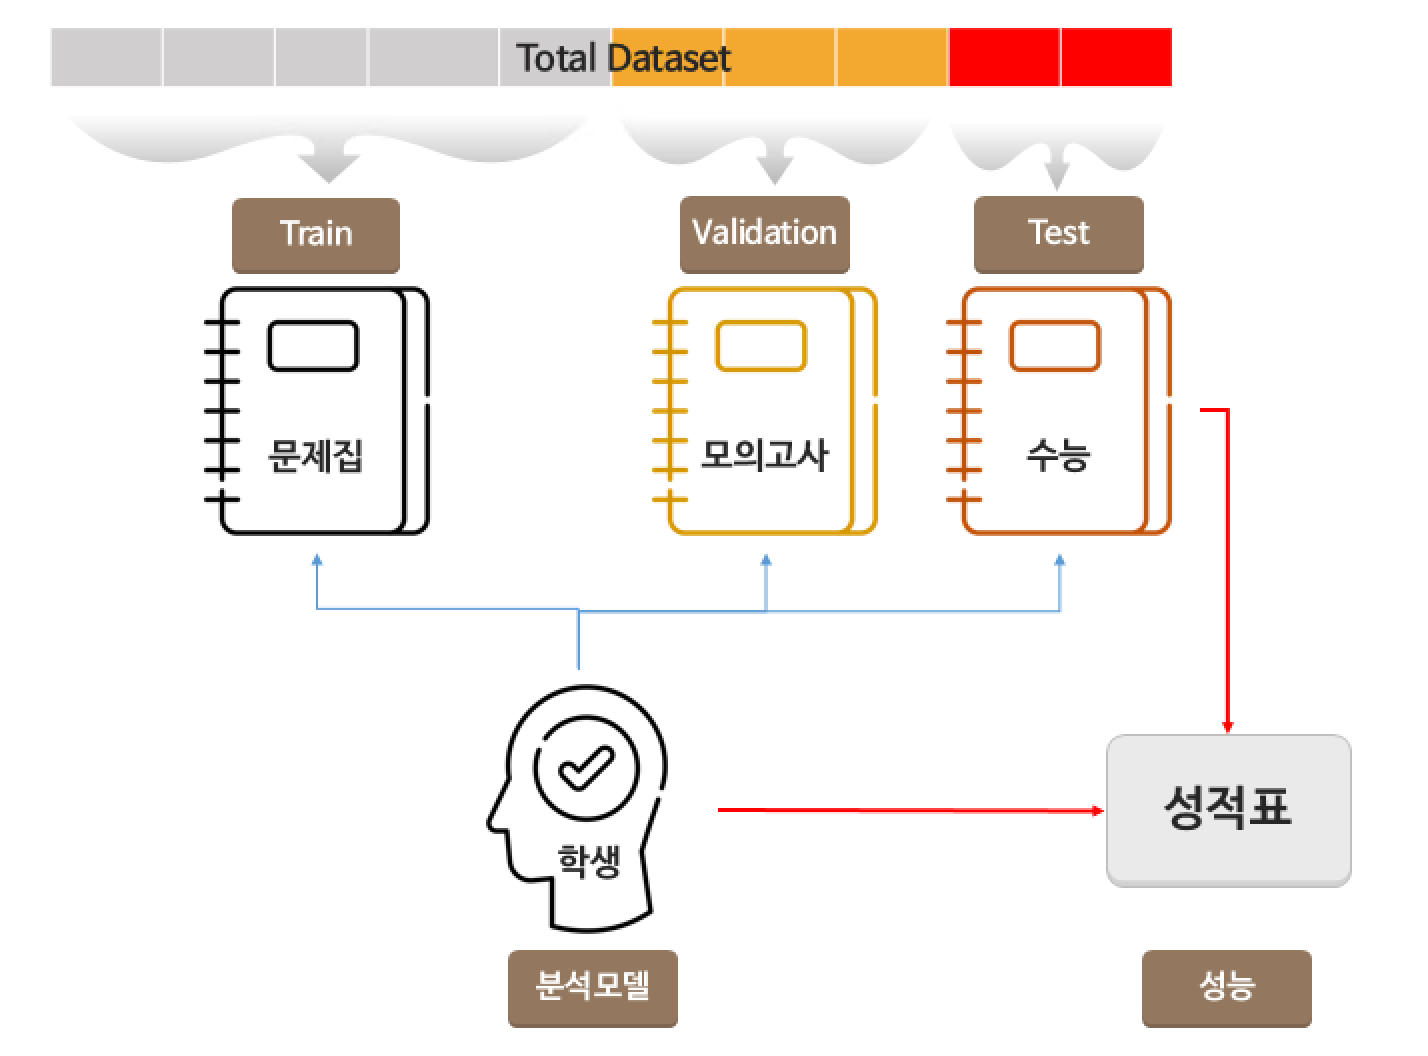 Total Dataset
Train
Validation
Test
문제집
모의고사
수능
학생
성적표
분석모델
성능